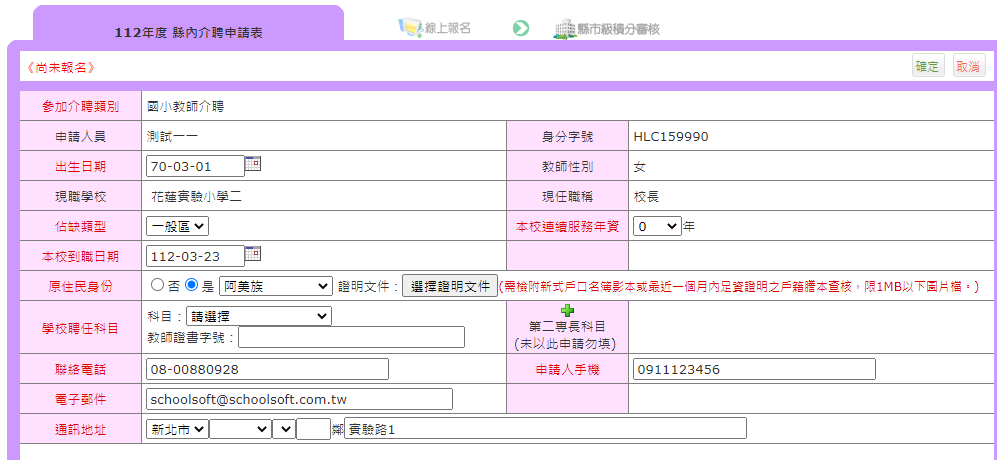 112年度 縣內介聘申請表
線上報名
縣市級積分審核
《尚未報名》
確定 取消
參加介聘類別 國小教師介聘
申請人員 測試一一 身分字號 HLC159990
出生日期 70-03-01 教師性別 女
現職學校 花蓮實驗小學二 現任職稱 校長
佔缺類型 一般區 本校連續服務年資 0 年
本校到職日期 112-03-23
原住民身份 否 是 阿美族 證明文件： 選擇證明文件 (需檢附新式戶口名簿影本或最近一個月內足資證明之戶籍謄本查核，限1MB以下圖片檔。)
學校聘任科目 科目： 請選擇
教師證書字號：
第二專長科目
(未以此申請勿填)
聯絡電話 08-00880928 申請人手機 0911123456
電子郵件 schoolsoft@schoolsoft.com.tw
通訊地址 新北市 鄰 實驗路1